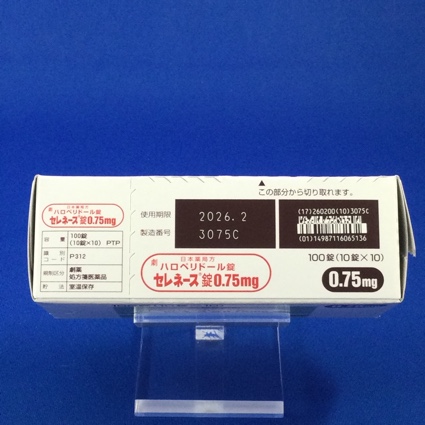 日本薬局方
劇 ハロペリドール錠
セレネース®錠0.75mg
容量 100錠 (10錠×10) PTP
識別コード P312
規制区分 劇薬 処方箋医薬品
貯法 室温保存
この部分から切り取れます。
使用期限 2026.2
製造番号 3075C
(17)260200(10)3075C
(01)14987116065136
日本薬局方
劇 ハロペリドール錠
セレネース®錠0.75mg
100錠(10錠×10)
0.75mg